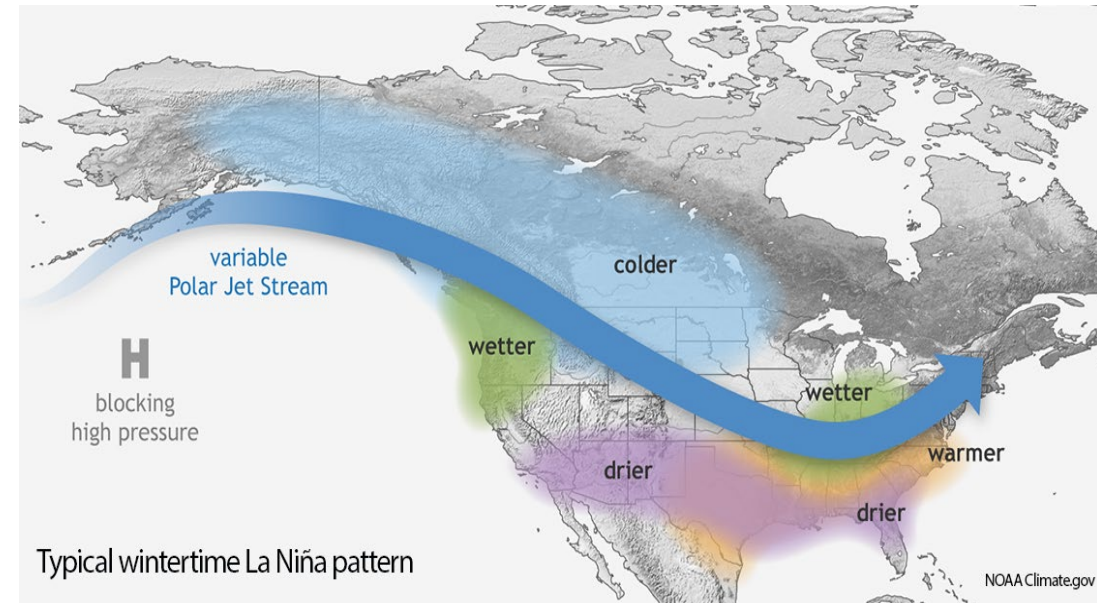 variable
Polar Jet Stream
colder
H
blocking
high pressure
wetter
wetter
warmer
drier
drier
Typical wintertime La Niña pattern
NOAA Climate.gov